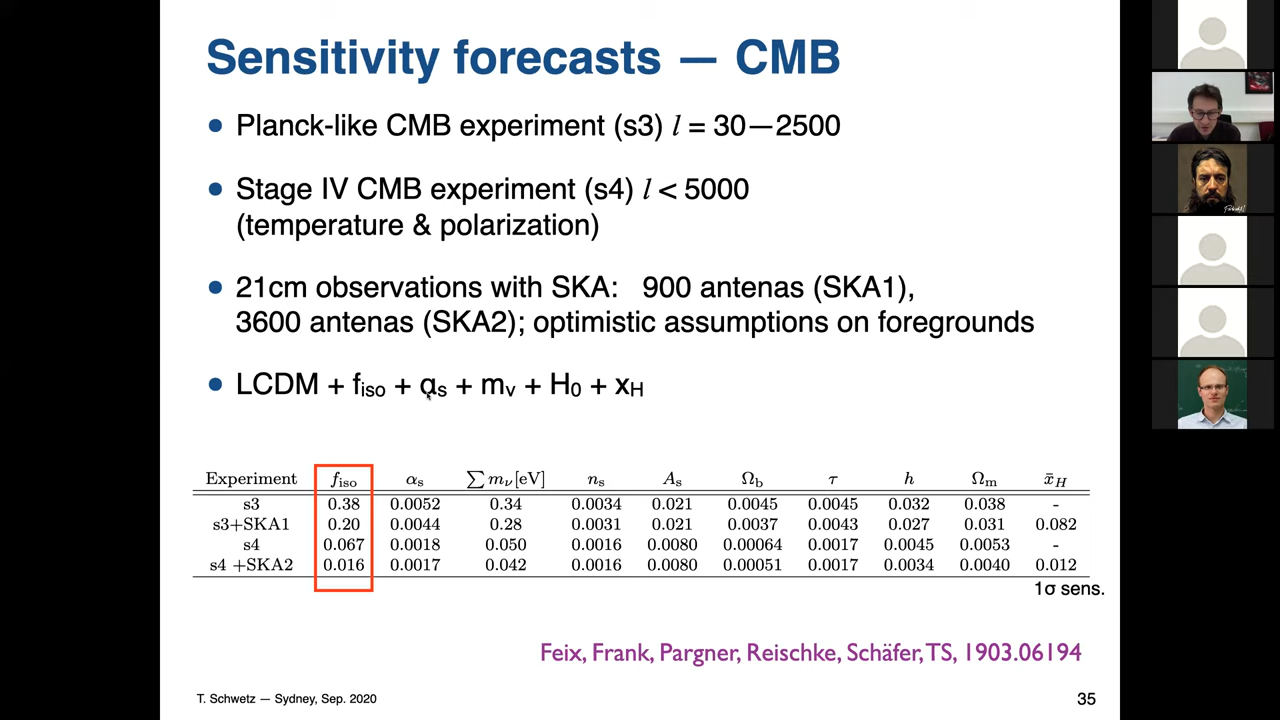 Sensitivity forecasts — CMB
• Planck-like CMB experiment (s3) l = 30—2500
• Stage IV CMB experiment (s4) l < 5000
(temperature & polarization)
• 21cm observations with SKA: 900 antenas (SKA1),
3600 antenas (SKA2); optimistic assumptions on foregrounds
• LCDM + fiso + αs + mν + H0 + xH
Experiment fiso αs ∑ mν[eV] ns As Ωb τ h Ωm x̄H
s3 0.38 0.0052 0.34 0.0034 0.021 0.0045 0.0045 0.032 0.038 -
s3+SKA1 0.20 0.0044 0.28 0.0031 0.021 0.0037 0.0043 0.027 0.031 0.082
s4 0.067 0.0018 0.050 0.0016 0.0080 0.00064 0.0017 0.0045 0.0053 -
s4 +SKA2 0.016 0.0017 0.042 0.0016 0.0080 0.00051 0.0017 0.0034 0.0040 0.012
1σ sens.
Feix, Frank, Pargner, Reischke, Schäfer, TS, 1903.06194
T. Schwetz — Sydney, Sep. 2020
35